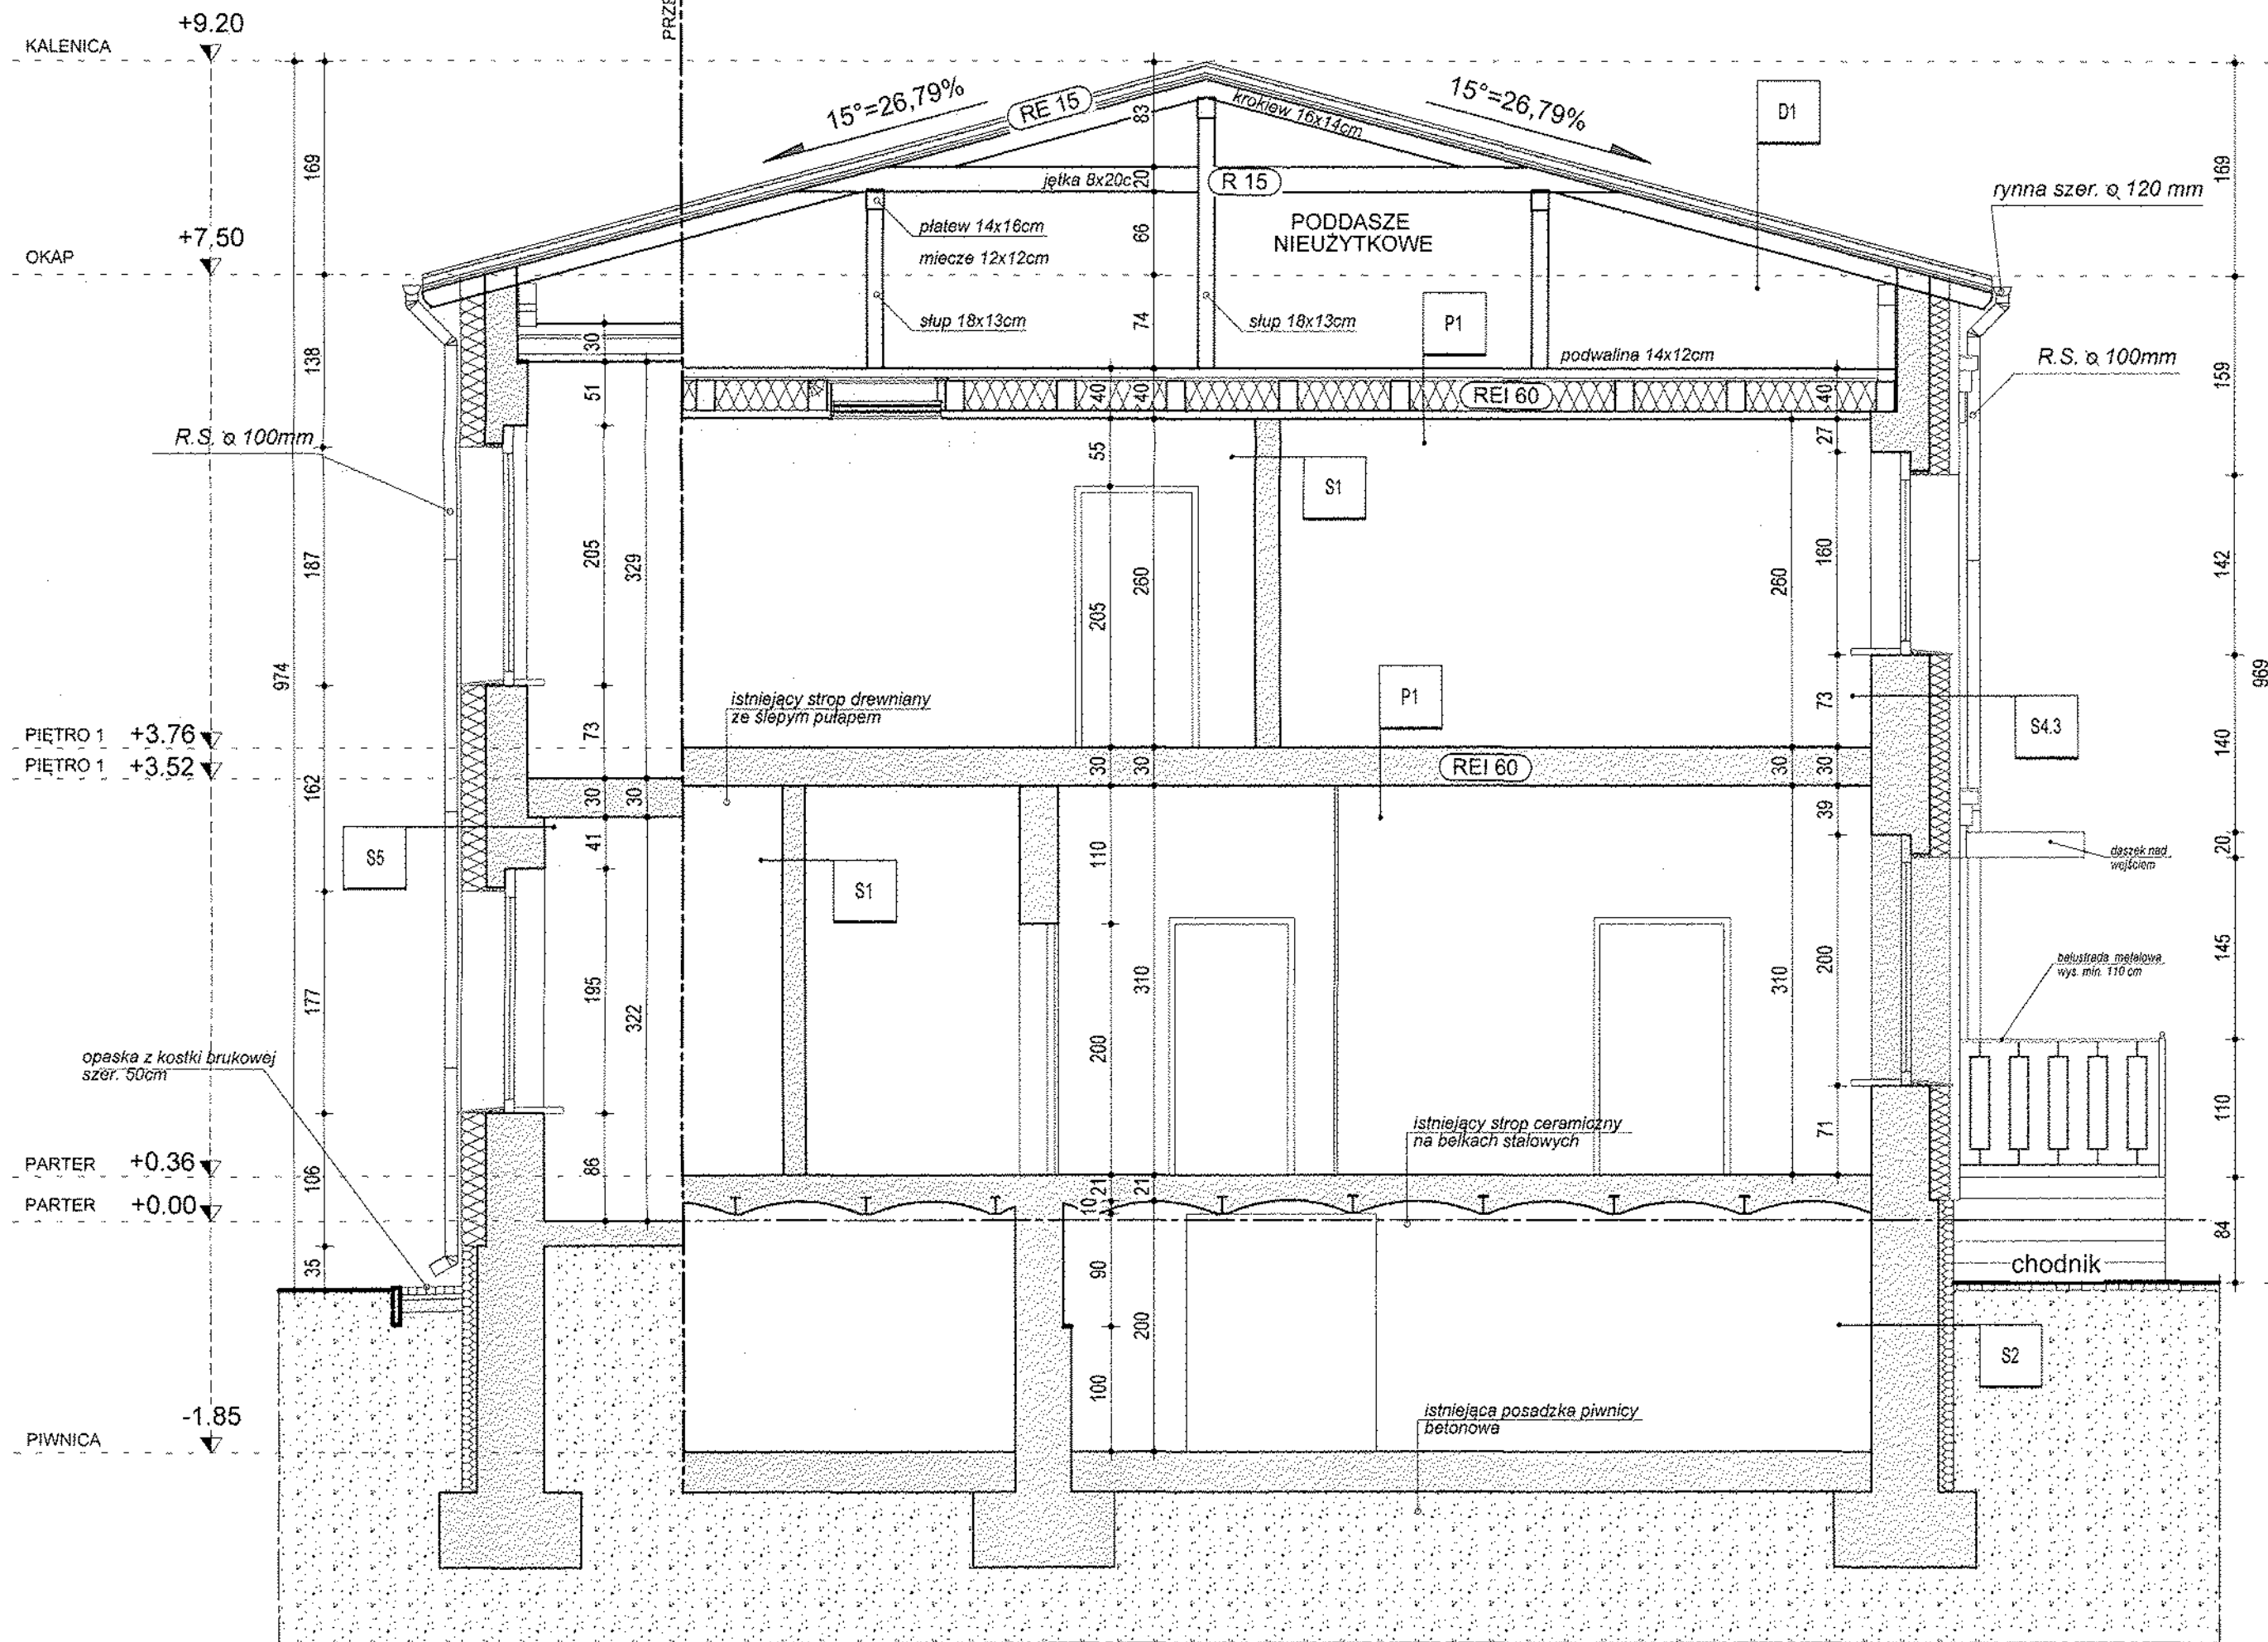 PRZE
+9.20
KALENICA
15°=26,79%
RE 15
krokiew 16x14cm
15°=26,79%
D1
169
83
169
jętka 8x20c
20
R 15
rynna szer. ⌀ 120 mm
PODDASZE
NIEUŻYTKOWE
+7,50
OKAP
płatew 14x16cm
66
miecze 12x12cm
słup 18x13cm
74
słup 18x13cm
P1
30
podwalina 14x12cm
R.S. ⌀ 100mm
138
159
51
40
40
REI 60
40
R.S. ⌀ 100mm
55
27
S1
187
205
329
205
260
260
160
142
974
969
istniejący strop drewniany
ze ślepym pułapem
P1
73
73
S4.3
140
PIĘTRO 1 +3.76
PIĘTRO 1 +3.52
30
30
REI 60
30
30
162
30
30
39
S5
41
S1
110
20
daszek nad
wejściem
177
195
322
310
310
200
145
balustrada metalowa
wys. min. 110 cm
200
opaska z kostki brukowej
szer. 50cm
istniejący strop ceramiczny
na belkach stalowych
71
110
PARTER +0.36
106
86
21
21
PARTER +0.00
10
84
35
90
chodnik
200
S2
100
-1.85
PIWNICA
istniejąca posadzka piwnicy
betonowa